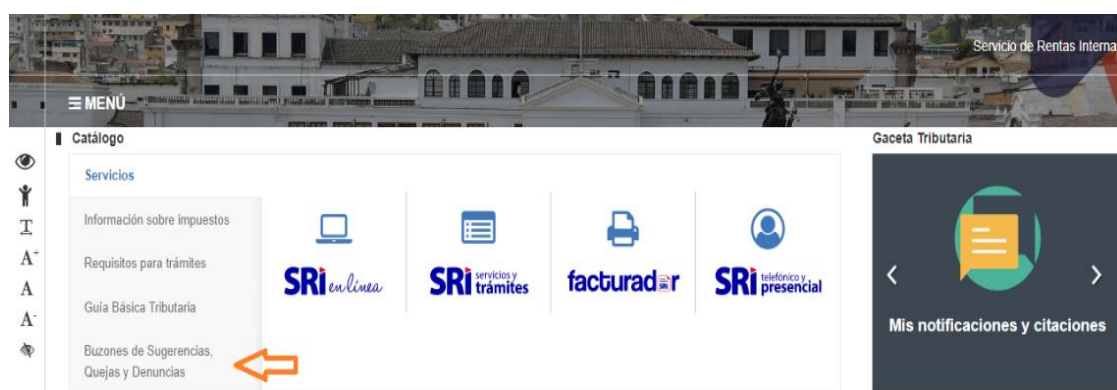 Servicio de Rentas Interna
MENÚ
Catálogo
Gaceta Tributaria
Servicios
Información sobre impuestos
Requisitos para trámites
Guía Básica Tributaria
Buzones de Sugerencias,
Quejas y Denuncias
SRi en línea
SRi servicios y
trámites
facturador SRi
SRi telefónico y
presencial
Mis notificaciones y citaciones
T
A+
A
A-